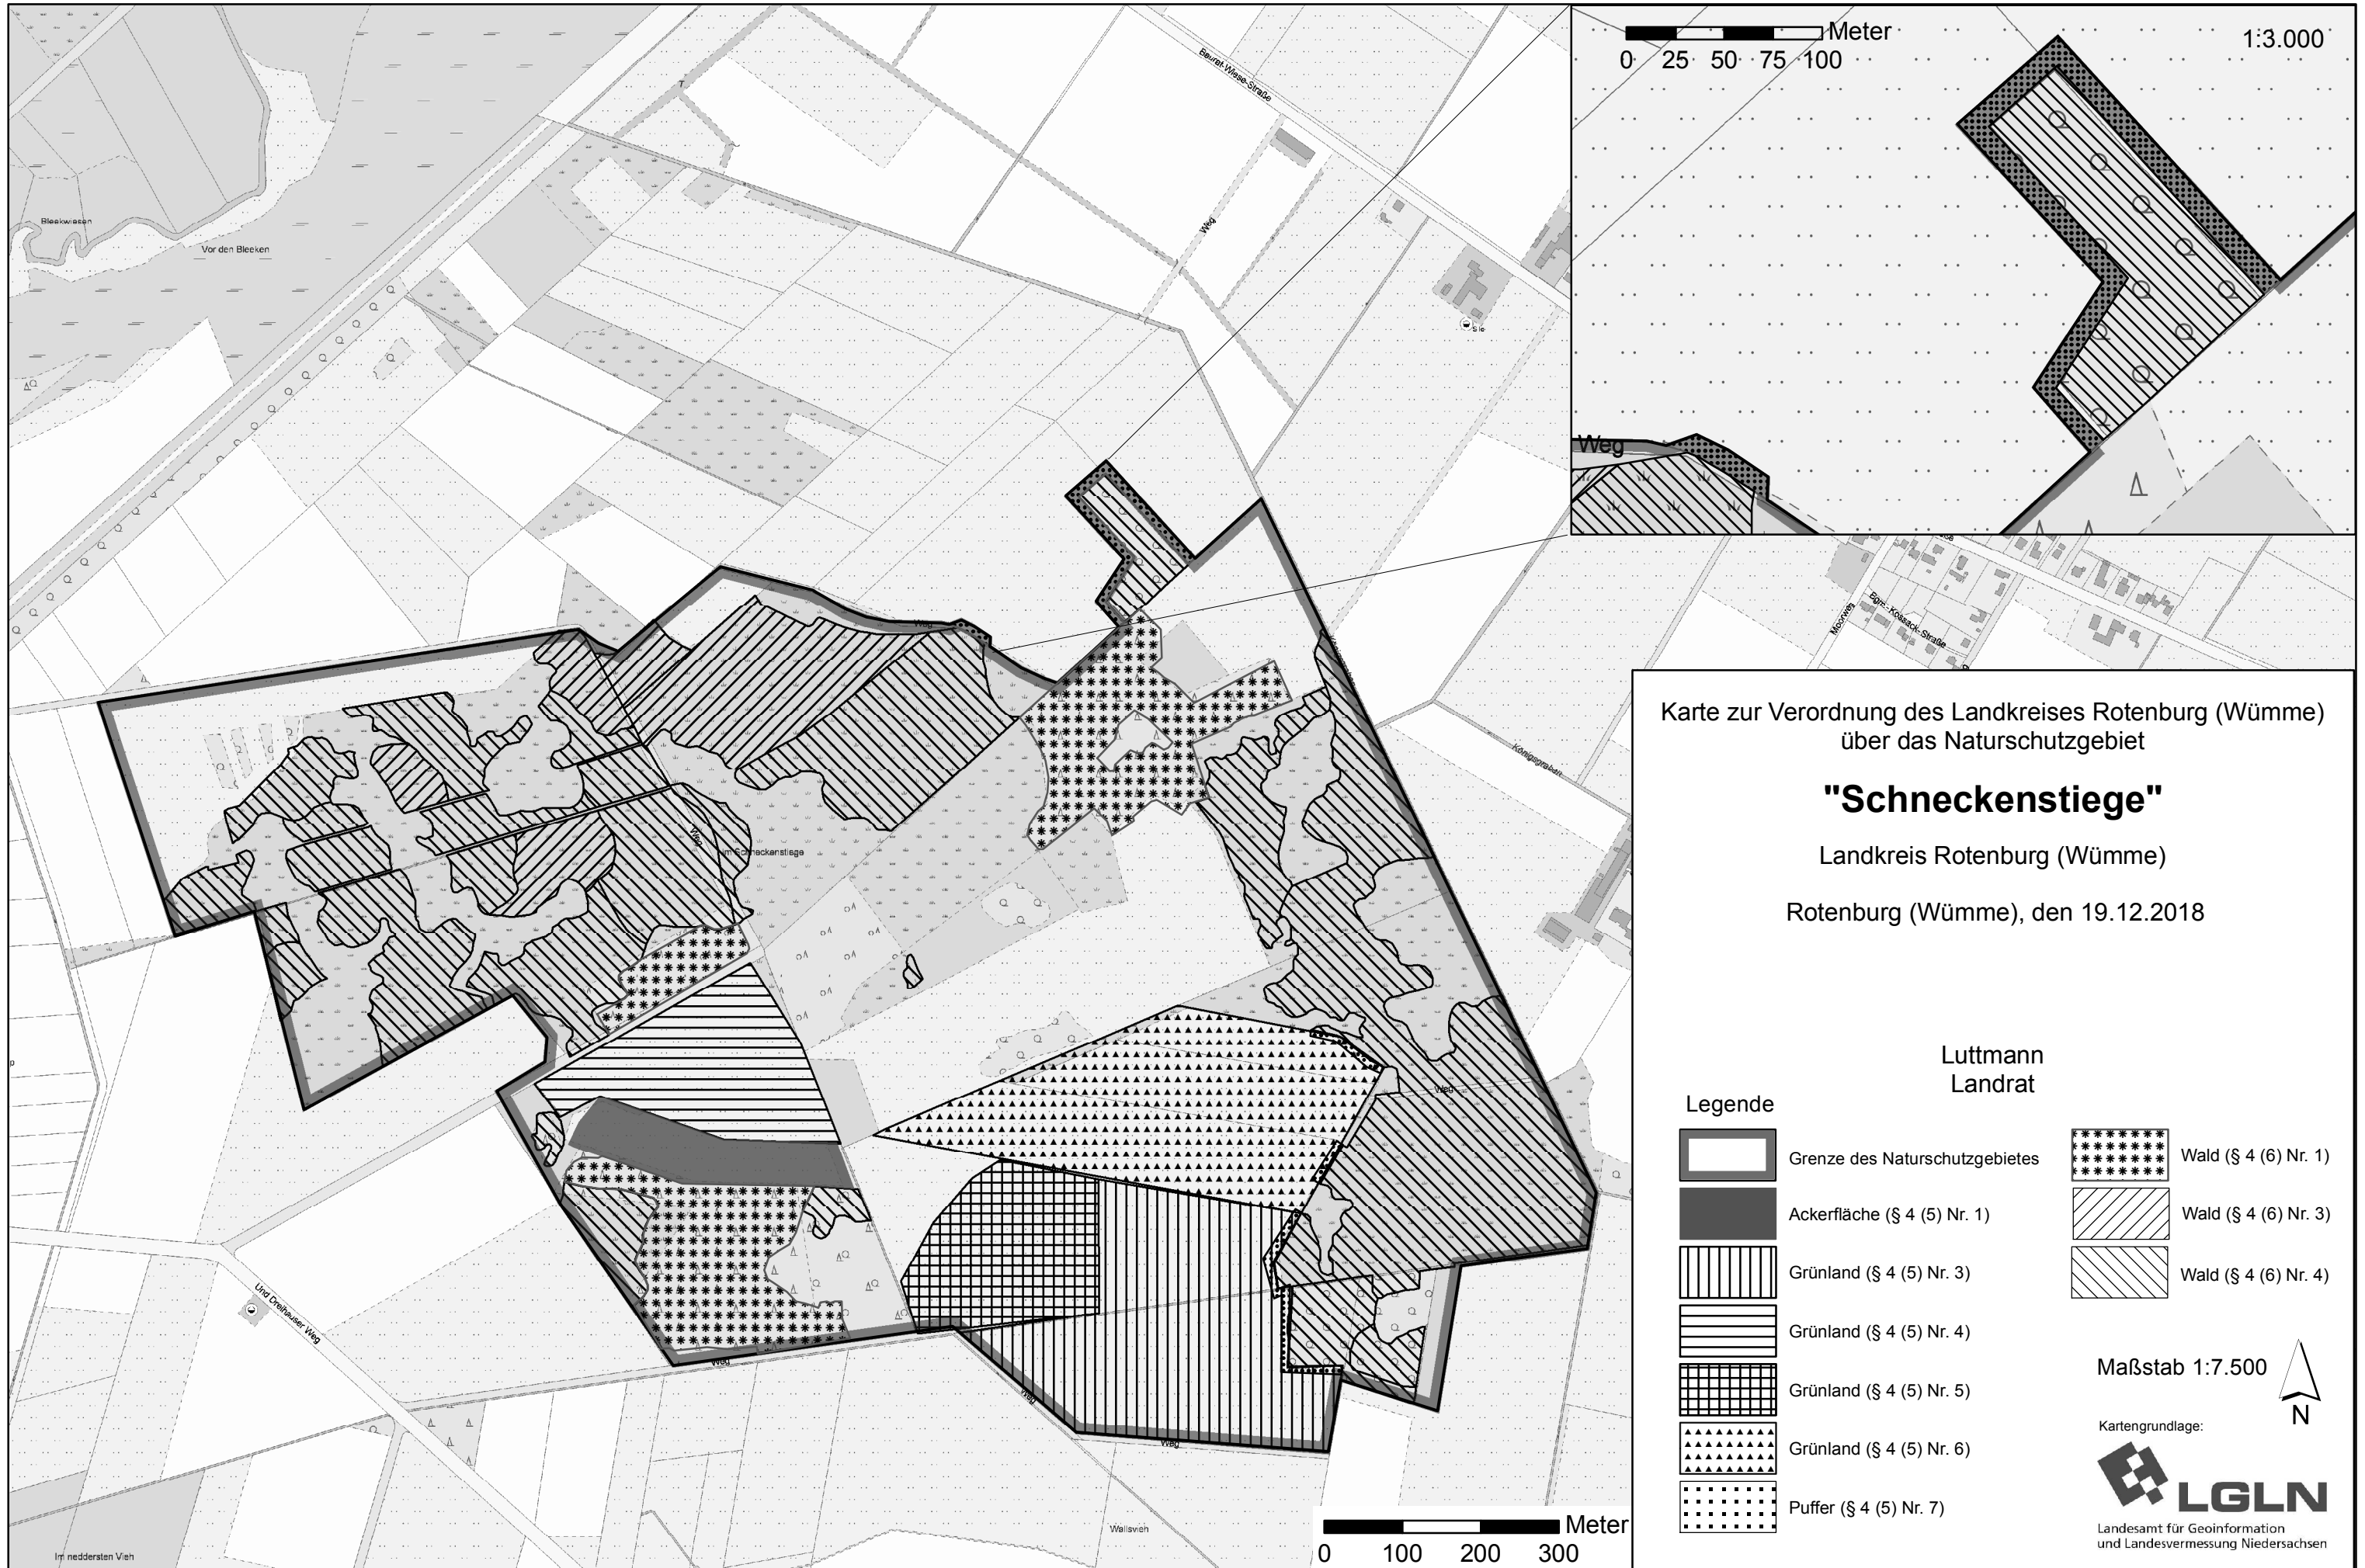 Bleekwiesen
Vor den Bleeken
Weg
Meter
0 25 50 75 100
1:3.000
Weg
Moorweg
Bgm.-Kossack-Straße
Königsgraben
Weg
Weg
Im Schneckenstiege
Weg
Und Dreihauser Weg
Weg
Weg
Weg
Wallsvieh
Im neddersten Vieh
Meter
0 100 200 300
Karte zur Verordnung des Landkreises Rotenburg (Wümme)
über das Naturschutzgebiet
"Schneckenstiege"
Landkreis Rotenburg (Wümme)
Rotenburg (Wümme), den 19.12.2018
Luttmann
Landrat
Legende
Grenze des Naturschutzgebietes
Ackerfläche (§ 4 (5) Nr. 1)
Grünland (§ 4 (5) Nr. 3)
Grünland (§ 4 (5) Nr. 4)
Grünland (§ 4 (5) Nr. 5)
Grünland (§ 4 (5) Nr. 6)
Puffer (§ 4 (5) Nr. 7)
Wald (§ 4 (6) Nr. 1)
Wald (§ 4 (6) Nr. 3)
Wald (§ 4 (6) Nr. 4)
Maßstab 1:7.500
N
Kartengrundlage:
LGLN
Landesamt für Geoinformation
und Landesvermessung Niedersachsen